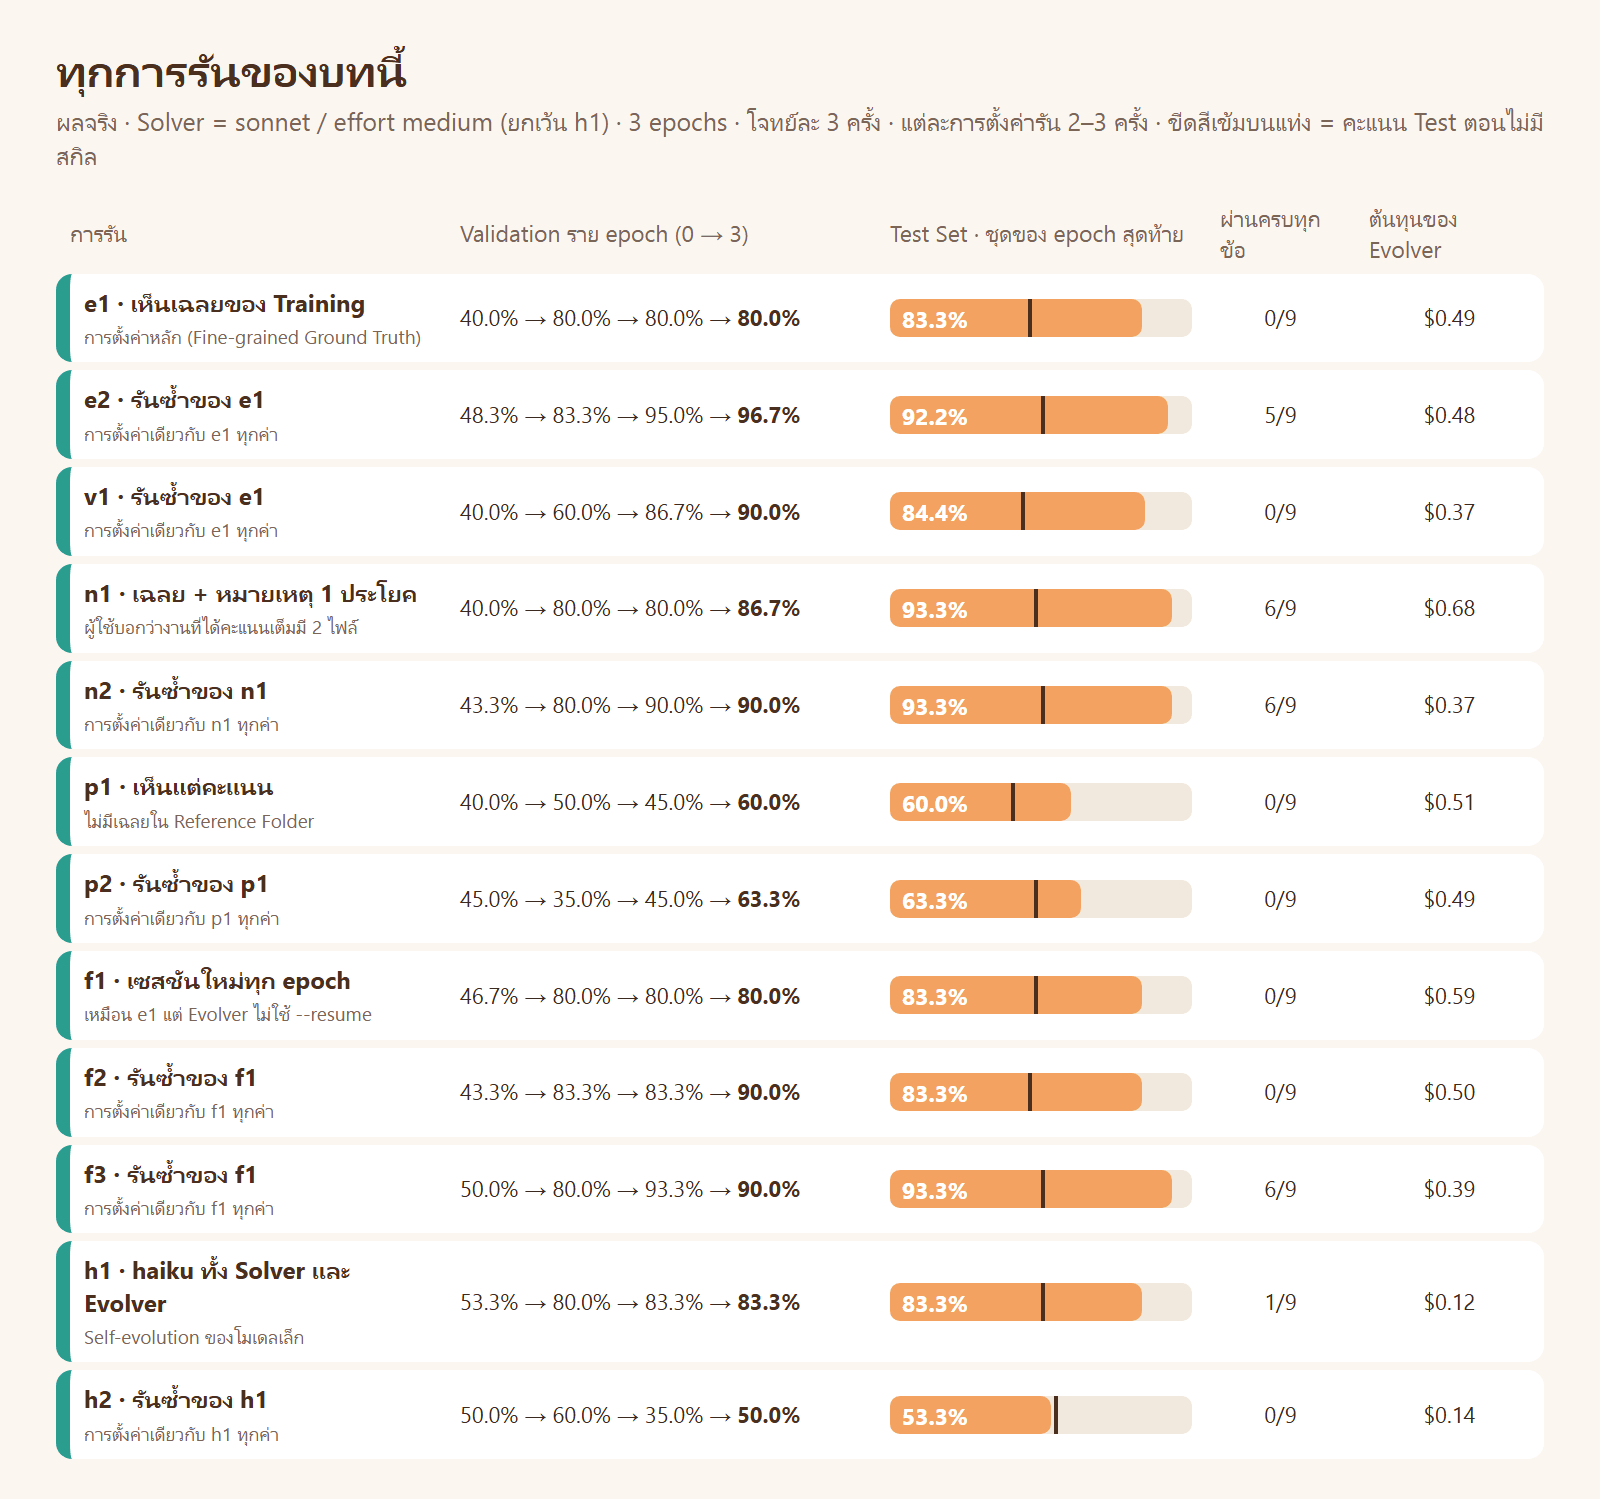 ทุกการรันของบทนี้
ผลจริง · Solver = sonnet / effort medium (ยกเว้น h1) · 3 epochs · โจทย์ละ 3 ครั้ง · แต่ละการตั้งค่ารัน 2–3 ครั้ง · ขีดสีเข้มบนแท่ง = คะแนน Test ตอนไม่มี
สกิล
การรัน
Validation ราย epoch (0 → 3)
Test Set · ชุดของ epoch สุดท้าย
ผ่านครบทุก
ข้อ
ต้นทุนของ
Evolver
e1 · เห็นเฉลยของ Training
การตั้งค่าหลัก (Fine-grained Ground Truth)
40.0% → 80.0% → 80.0% → 80.0%
83.3%
0/9
$0.49
e2 · รันซ้ำของ e1
การตั้งค่าเดียวกับ e1 ทุกค่า
48.3% → 83.3% → 95.0% → 96.7%
92.2%
5/9
$0.48
v1 · รันซ้ำของ e1
การตั้งค่าเดียวกับ e1 ทุกค่า
40.0% → 60.0% → 86.7% → 90.0%
84.4%
0/9
$0.37
n1 · เฉลย + หมายเหตุ 1 ประโยค
ผู้ใช้บอกว่างานที่ได้คะแนนเต็มมี 2 ไฟล์
40.0% → 80.0% → 80.0% → 86.7%
93.3%
6/9
$0.68
n2 · รันซ้ำของ n1
การตั้งค่าเดียวกับ n1 ทุกค่า
43.3% → 80.0% → 90.0% → 90.0%
93.3%
6/9
$0.37
p1 · เห็นแต่คะแนน
ไม่มีเฉลยใน Reference Folder
40.0% → 50.0% → 45.0% → 60.0%
60.0%
0/9
$0.51
p2 · รันซ้ำของ p1
การตั้งค่าเดียวกับ p1 ทุกค่า
45.0% → 35.0% → 45.0% → 63.3%
63.3%
0/9
$0.49
f1 · เซสชันใหม่ทุก epoch
เหมือน e1 แต่ Evolver ไม่ใช้ --resume
46.7% → 80.0% → 80.0% → 80.0%
83.3%
0/9
$0.59
f2 · รันซ้ำของ f1
การตั้งค่าเดียวกับ f1 ทุกค่า
43.3% → 83.3% → 83.3% → 90.0%
83.3%
0/9
$0.50
f3 · รันซ้ำของ f1
การตั้งค่าเดียวกับ f1 ทุกค่า
50.0% → 80.0% → 93.3% → 90.0%
93.3%
6/9
$0.39
h1 · haiku ทั้ง Solver และ
Evolver
Self-evolution ของโมเดลเล็ก
53.3% → 80.0% → 83.3% → 83.3%
83.3%
1/9
$0.12
h2 · รันซ้ำของ h1
การตั้งค่าเดียวกับ h1 ทุกค่า
50.0% → 60.0% → 35.0% → 50.0%
53.3%
0/9
$0.14